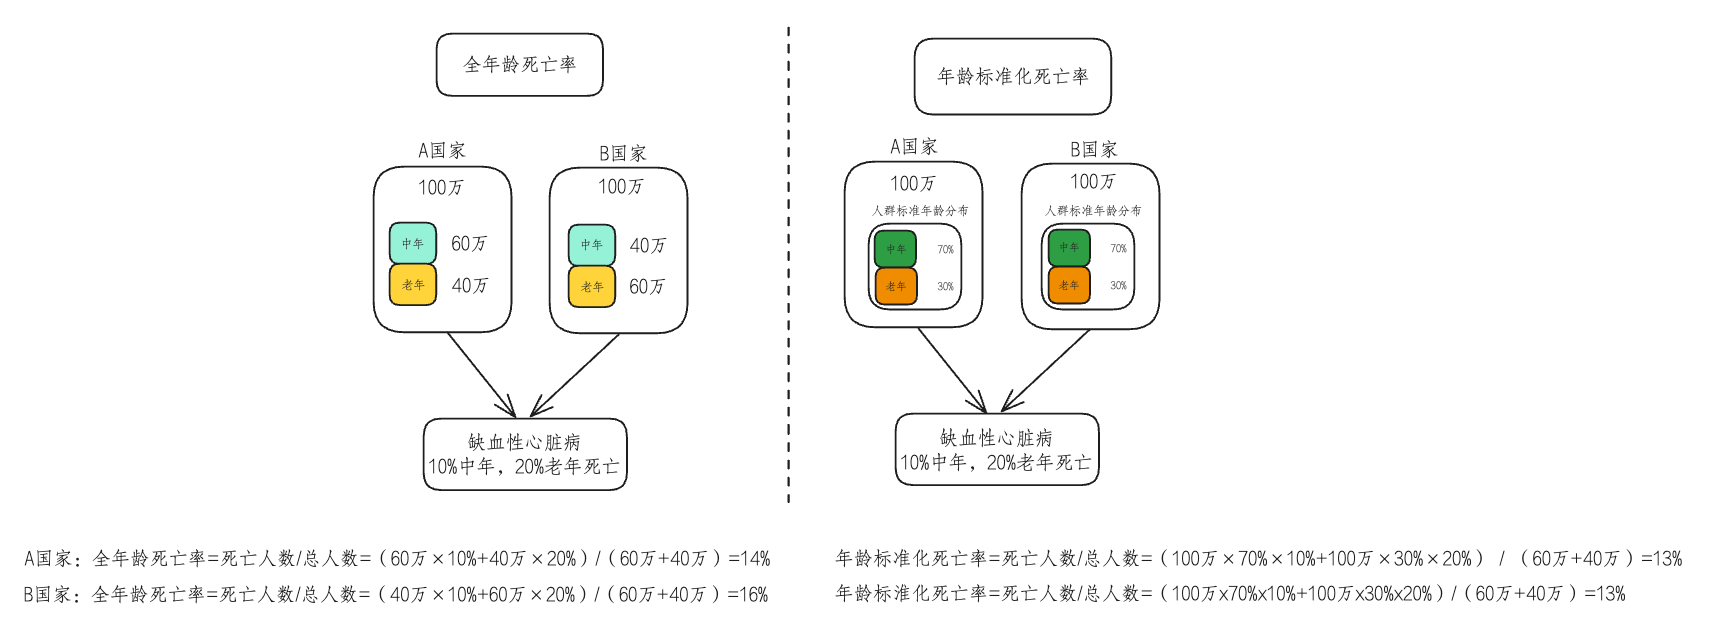 全年龄死亡率
A国家
100万
中年 60万
老年 40万
B国家
100万
中年 40万
老年 60万
缺血性心脏病
10%中年，20%老年死亡
年龄标准化死亡率
A国家
100万
人群标准年龄分布
中年 70%
老年 30%
B国家
100万
人群标准年龄分布
中年 70%
老年 30%
缺血性心脏病
10%中年，20%老年死亡
A国家：全年龄死亡率=死亡人数/总人数=（60万×10%+40万×20%）/（60万+40万）=14%
B国家：全年龄死亡率=死亡人数/总人数=（40万×10%+60万×20%）/（60万+40万）=16%
年龄标准化死亡率=死亡人数/总人数=（100万×70%×10%+100万×30%×20%） / （60万+40万）=13%
年龄标准化死亡率=死亡人数/总人数=（100万x70%x10%+100万x30%x20%）/（60万+40万）=13%